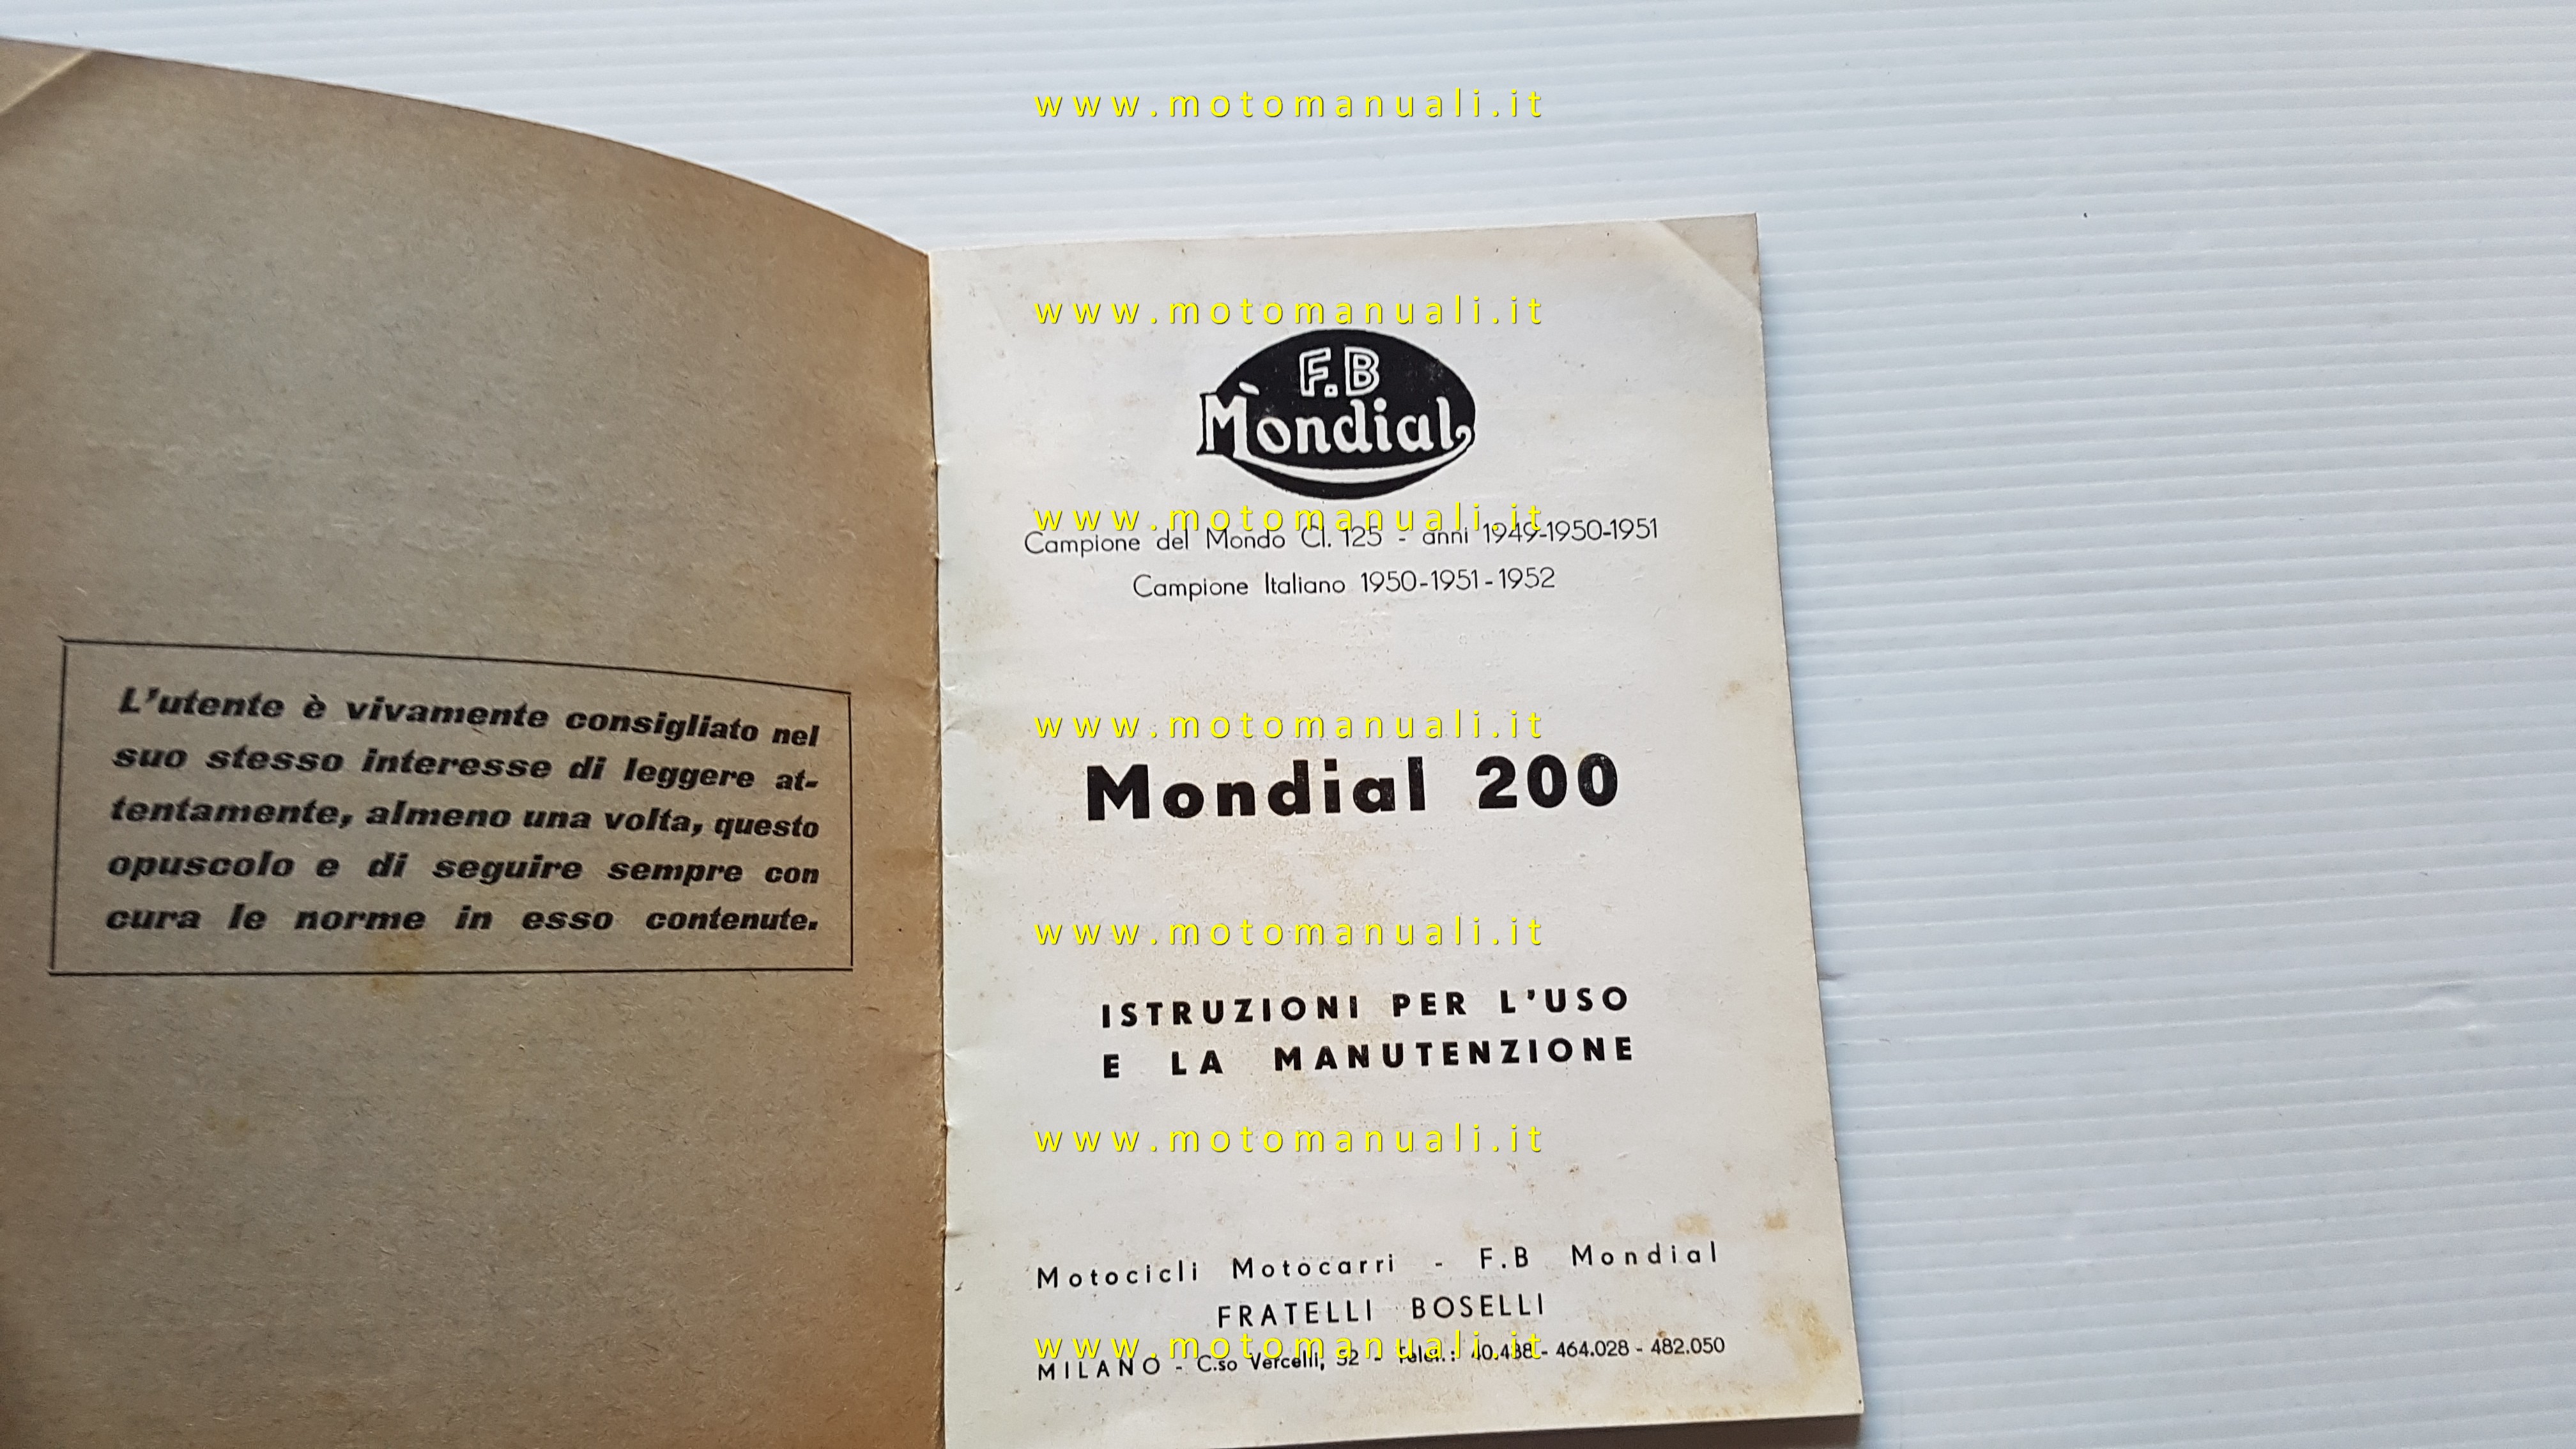 www.motomanuali.it
L'utente è vivamente consigliato nel
suo stesso interesse di leggere at-
tentamente, almeno una volta, questo
opuscolo e di seguire sempre con
cura le norme in esso contenute.
www.motomanuali.it
F.B
Mondial
www.motomanuali.it
Campione del Mondo Cl. 125 - anni 1949-1950-1951
Campione Italiano 1950-1951-1952
www.motomanuali.it
Mondial 200
www.motomanuali.it
ISTRUZIONI PER L'USO
E LA MANUTENZIONE
www.motomanuali.it
Motocicli Motocarri - F.B Mondial
FRATELLI BOSELLI
www.motomanuali.it
MILANO - C.so Vercelli, - 464.028 - 482.050